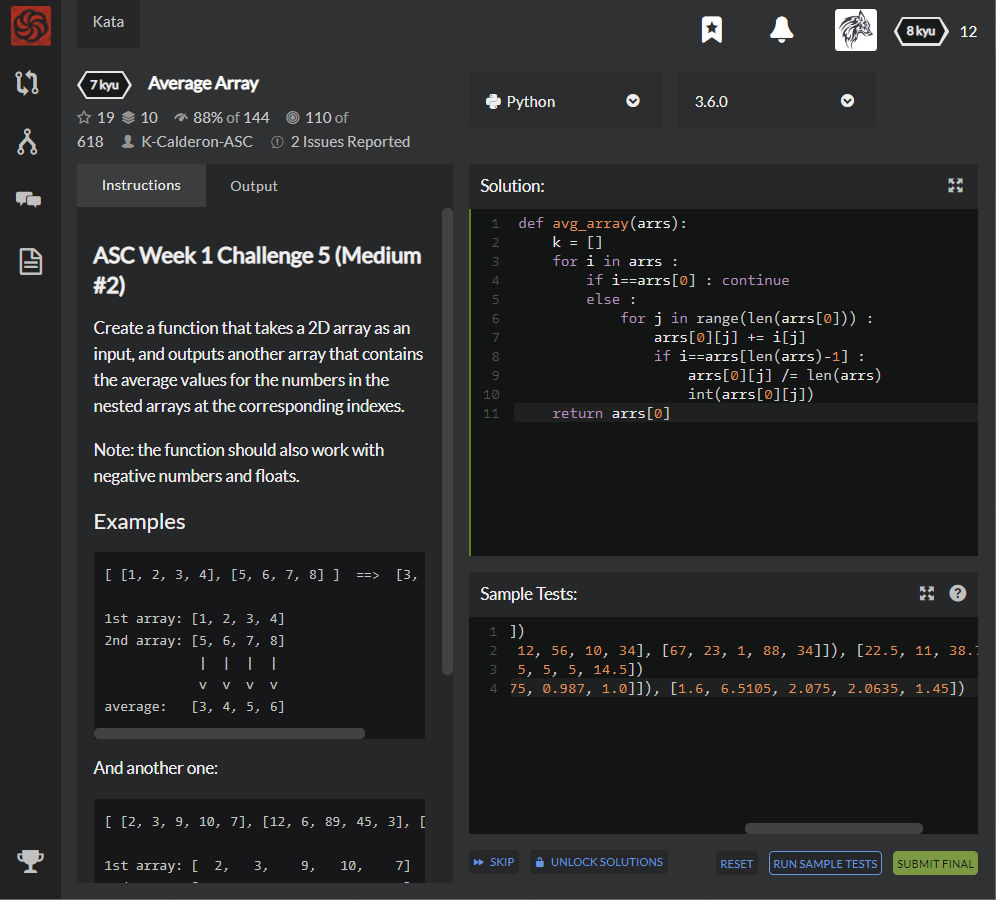 Kata
8 kyu 12
7 kyu Average Array
19 10 88% of 144 110 of
618 K-Calderon-ASC 2 Issues Reported
Python
3.6.0
Instructions Output
ASC Week 1 Challenge 5 (Medium
#2)
Create a function that takes a 2D array as an
input, and outputs another array that contains
the average values for the numbers in the
nested arrays at the corresponding indexes.
Note: the function should also work with
negative numbers and floats.
Examples
[ [1, 2, 3, 4], [5, 6, 7, 8] ] ==> [3,
1st array: [1, 2, 3, 4]
2nd array: [5, 6, 7, 8]
| | | |
v v v v
average: [3, 4, 5, 6]
And another one:
[ [2, 3, 9, 10, 7], [12, 6, 89, 45, 3], [
1st array: [ 2, 3, 9, 10, 7]
Solution:
1 def avg_array(arrs):
2 k = []
3 for i in arrs :
4 if i==arrs[0] : continue
5 else :
6 for j in range(len(arrs[0])) :
7 arrs[0][j] += i[j]
8 if i==arrs[len(arrs)-1] :
9 arrs[0][j] /= len(arrs)
10 int(arrs[0][j])
11 return arrs[0]
Sample Tests:
1 ])
2 12, 56, 10, 34], [67, 23, 1, 88, 34]]), [22.5, 11, 38.
3 5, 5, 5, 14.5])
4 75, 0.987, 1.0]]), [1.6, 6.5105, 2.075, 2.0635, 1.45])
SKIP UNLOCK SOLUTIONS RESET RUN SAMPLE TESTS SUBMIT FINAL